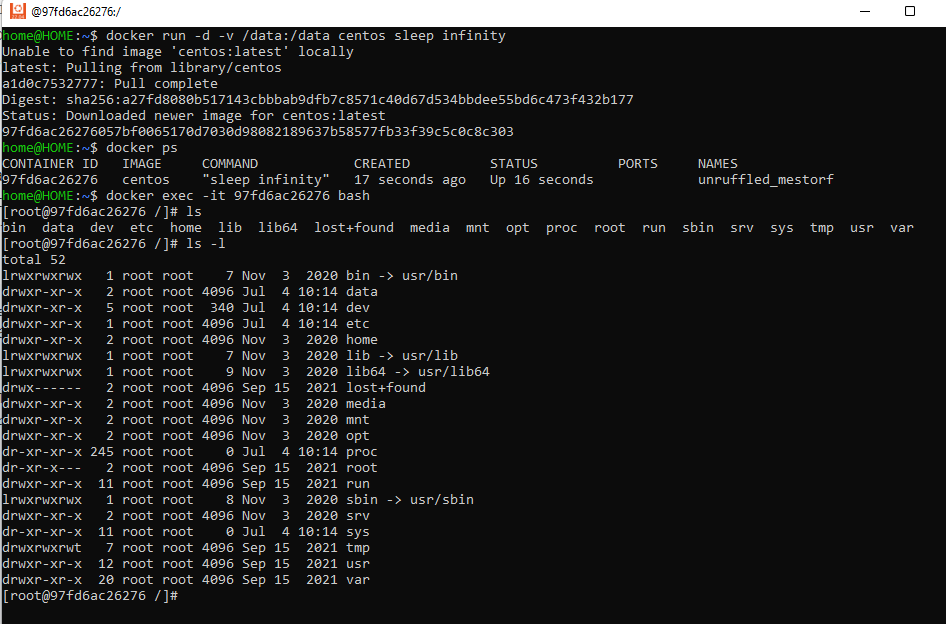 @97fd6ac26276:/
home@HOME:~$ docker run -d -v /data:/data centos sleep infinity
Unable to find image 'centos:latest' locally
latest: Pulling from library/centos
a1d0c7532777: Pull complete
Digest: sha256:a27fd8080b517143cbbbab9dfb7c8571c40d67d534bbdee55bd6c473f432b177
Status: Downloaded newer image for centos:latest
97fd6ac26276057bf0065170d7030d98082189637b58577fb33f39c5c0c8c303
home@HOME:~$ docker ps
CONTAINER ID   IMAGE     COMMAND            CREATED          STATUS          PORTS     NAMES
97fd6ac26276   centos    "sleep infinity"   17 seconds ago   Up 16 seconds             unruffled_mestorf
home@HOME:~$ docker exec -it 97fd6ac26276 bash
[root@97fd6ac26276 /]# ls
bin  data  dev  etc  home  lib  lib64  lost+found  media  mnt  opt  proc  root  run  sbin  srv  sys  tmp  usr  var
[root@97fd6ac26276 /]# ls -l
total 52
lrwxrwxrwx   1 root root    7 Nov  3  2020 bin -> usr/bin
drwxr-xr-x   2 root root 4096 Jul  4 10:14 data
drwxr-xr-x   5 root root  340 Jul  4 10:14 dev
drwxr-xr-x   1 root root 4096 Jul  4 10:14 etc
drwxr-xr-x   2 root root 4096 Nov  3  2020 home
lrwxrwxrwx   1 root root    7 Nov  3  2020 lib -> usr/lib
lrwxrwxrwx   1 root root    9 Nov  3  2020 lib64 -> usr/lib64
drwx------   2 root root 4096 Sep 15  2021 lost+found
drwxr-xr-x   2 root root 4096 Nov  3  2020 media
drwxr-xr-x   2 root root 4096 Nov  3  2020 mnt
drwxr-xr-x   2 root root 4096 Nov  3  2020 opt
dr-xr-xr-x 245 root root    0 Jul  4 10:14 proc
dr-xr-x---   2 root root 4096 Sep 15  2021 root
drwxr-xr-x  11 root root 4096 Sep 15  2021 run
lrwxrwxrwx   1 root root    8 Nov  3  2020 sbin -> usr/sbin
drwxr-xr-x   2 root root 4096 Nov  3  2020 srv
dr-xr-xr-x  11 root root    0 Jul  4 10:14 sys
drwxrwxrwt   7 root root 4096 Sep 15  2021 tmp
drwxr-xr-x  12 root root 4096 Sep 15  2021 usr
drwxr-xr-x  20 root root 4096 Sep 15  2021 var
[root@97fd6ac26276 /]#